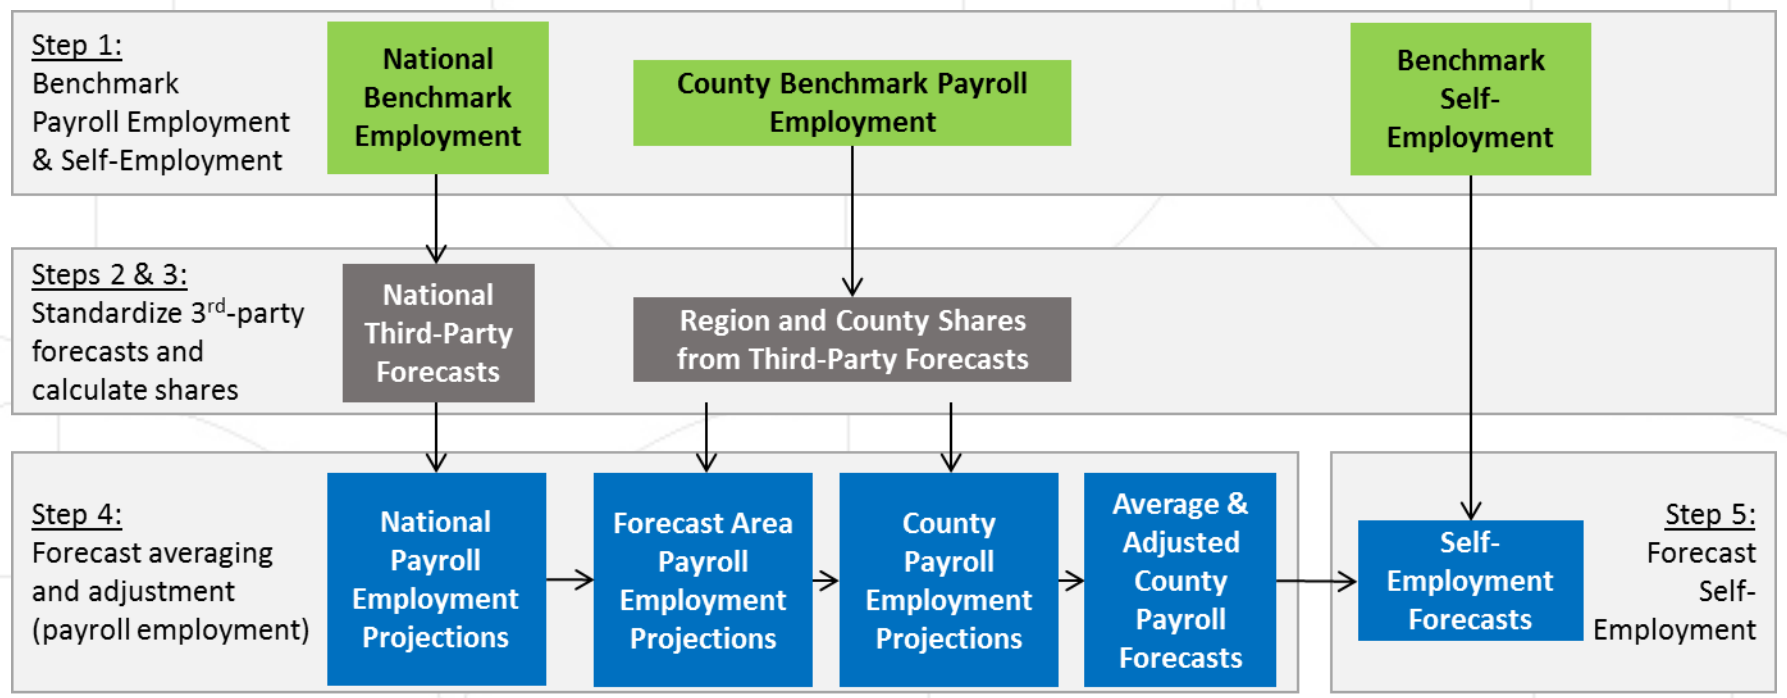 Step 1:
Benchmark
Payroll Employment
& Self-Employment
National
Benchmark
Employment
County Benchmark Payroll
Employment
Benchmark
Self-
Employment
Steps 2 & 3:
Standardize 3rd-party
forecasts and
calculate shares
National
Third-Party
Forecasts
Region and County Shares
from Third-Party Forecasts
Step 4:
Forecast averaging
and adjustment
(payroll employment)
National
Payroll
Employment
Projections
Forecast Area
Payroll
Employment
Projections
County
Payroll
Employment
Projections
Average &
Adjusted
County
Payroll
Forecasts
Self-
Employment
Forecasts
Step 5:
Forecast
Self-
Employment